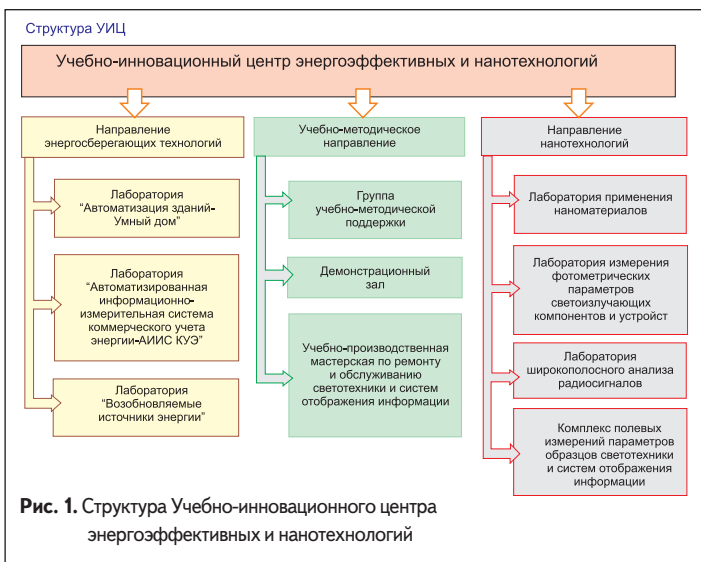 Структура УИЦ
Учебно-инновационный центр энергоэффективных и нанотехнологий
Направление
энергосберегающих технологий
Лаборатория
“Автоматизация зданий-
Умный дом”
Лаборатория
“Автоматизированная
информационно-
измерительная система
коммерческого учета
энергии-АИИС КУЭ”
Лаборатория
“Возобновляемые
источники энергии”
Учебно-методическое
направление
Группа
учебно-методической
поддержки
Демонстрационный
зал
Учебно-производственная
мастерская по ремонту
и обслуживанию
светотехники и систем
отображения информации
Направление
нанотехнологий
Лаборатория применения
наноматериалов
Лаборатория измерения
фотометрических
параметров
светоизлучающих
компонентов и устройст
Лаборатория
широкополосного анализа
радиосигналов
Комплекс полевых
измерений параметров
образцов светотехники
и систем отображения
информации
Рис. 1. Структура Учебно-инновационного центра
энергоэффективных и нанотехнологий